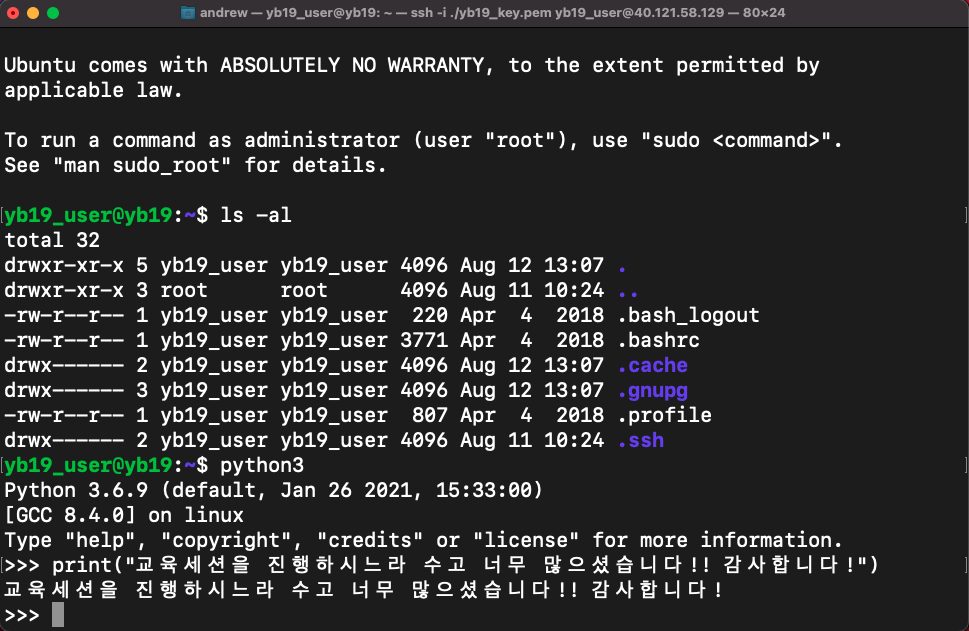 andrew — yb19_user@yb19: ~ — ssh -i ./yb19_key.pem yb19_user@40.121.58.129 — 80×24
Ubuntu comes with ABSOLUTELY NO WARRANTY, to the extent permitted by
applicable law.
To run a command as administrator (user "root"), use "sudo <command>".
See "man sudo_root" for details.
[yb19_user@yb19:~$ ls -al ]
total 32
drwxr-xr-x 5 yb19_user yb19_user 4096 Aug 12 13:07 .
drwxr-xr-x 3 root      root      4096 Aug 11 10:24 ..
-rw-r--r-- 1 yb19_user yb19_user  220 Apr  4  2018 .bash_logout
-rw-r--r-- 1 yb19_user yb19_user 3771 Apr  4  2018 .bashrc
drwx------ 2 yb19_user yb19_user 4096 Aug 12 13:07 .cache
drwx------ 3 yb19_user yb19_user 4096 Aug 12 13:07 .gnupg
-rw-r--r-- 1 yb19_user yb19_user  807 Apr  4  2018 .profile
drwx------ 2 yb19_user yb19_user 4096 Aug 11 10:24 .ssh
[yb19_user@yb19:~$ python3 ]
Python 3.6.9 (default, Jan 26 2021, 15:33:00)
[GCC 8.4.0] on linux
Type "help", "copyright", "credits" or "license" for more information.
[>>> print("교육세션을 진행하시느라 수고 너무 많으셨습니다!! 감사합니다!") ]
교육세션을 진행하시느라 수고 너무 많으셨습니다!! 감사합니다!
>>>